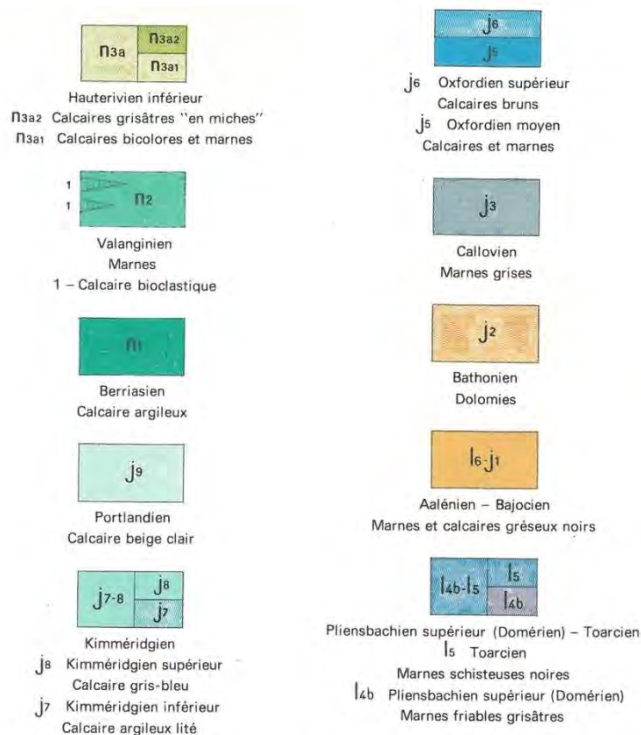 n3a
n3a2
n3a1
Hauterivien inférieur
n3a2 Calcaires grisâtres "en miches"
n3a1 Calcaires bicolores et marnes
1
1
n2
Valanginien
Marnes
1 – Calcaire bioclastique
n1
Berriasien
Calcaire argileux
j9
Portlandien
Calcaire beige clair
j7-8
j8
j7
Kimméridgien
j8 Kimméridgien supérieur
Calcaire gris-bleu
j7 Kimméridgien inférieur
Calcaire argileux lité
j6
j5
j6 Oxfordien supérieur
Calcaires bruns
j5 Oxfordien moyen
Calcaires et marnes
j3
Callovien
Marnes grises
j2
Bathonien
Dolomies
l6-j1
Aalénien – Bajocien
Marnes et calcaires gréseux noirs
l4b-l5
l5
l4b
Pliensbachien supérieur (Domérien) – Toarcien
l5 Toarcien
Marnes schisteuses noires
l4b Pliensbachien supérieur (Domérien)
Marnes friables grisâtres